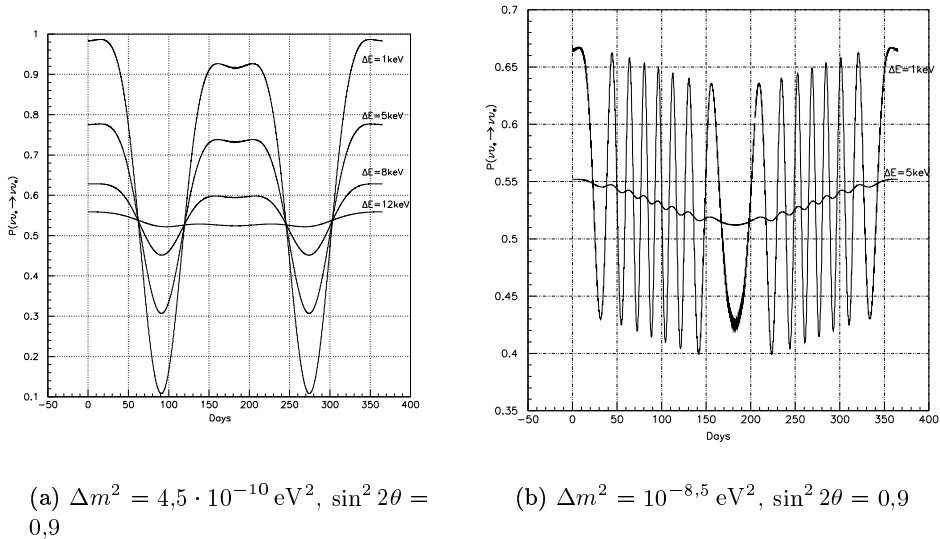 P(νυₑ→ νυₑ)
1
0.9
0.8
0.7
0.6
0.5
0.4
0.3
0.2
0.1
-50 0 50 100 150 200 250 300 350 400
Days
ΔE=1keV
ΔE=5keV
ΔE=8keV
ΔE=12keV
P(νυₑ→ νυₑ)
0.7
0.65
0.6
0.55
0.5
0.45
0.4
0.35
-50 0 50 100 150 200 250 300 350 400
Days
ΔE=1keV
ΔE=5keV
(a) Δm² = 4,5 · 10⁻¹⁰ eV², sin² 2θ =
0,9
(b) Δm² = 10⁻⁸,⁵ eV², sin² 2θ = 0,9